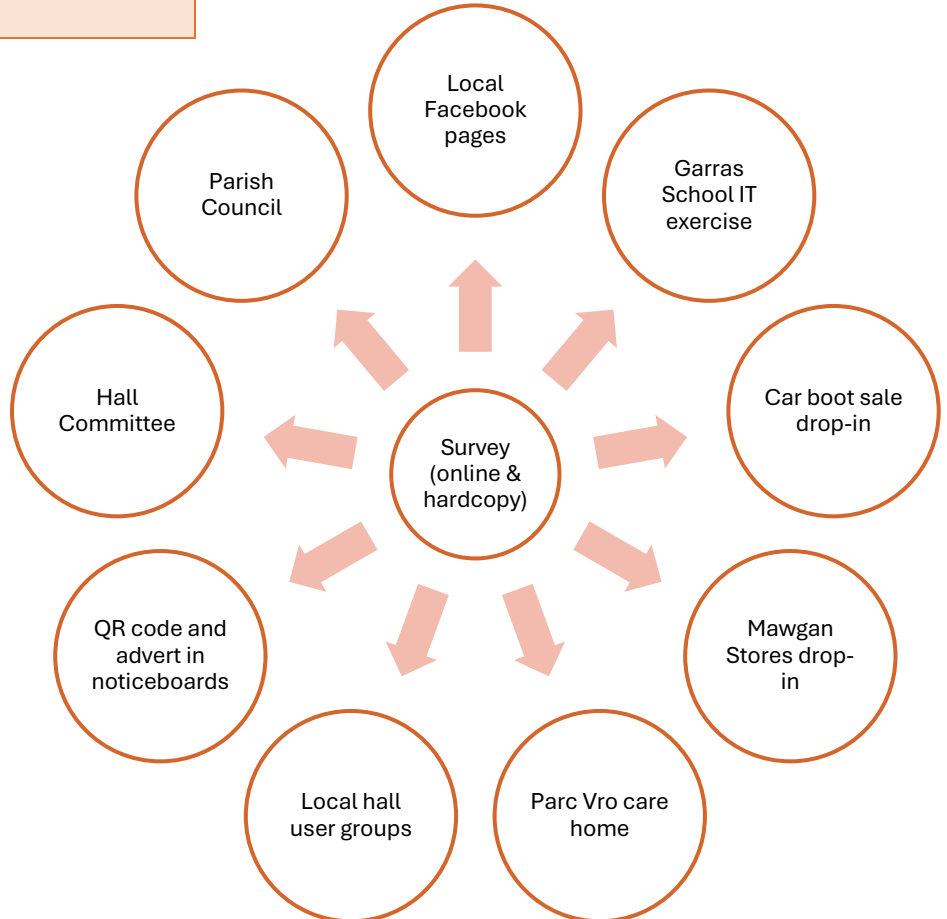 Local
Facebook
pages
Garras
School IT
exercise
Car boot sale
drop-in
Mawgan
Stores drop-
in
Parc Vro care
home
Local hall
user groups
QR code and
advert in
noticeboards
Hall
Committee
Parish
Council
Survey
(online &
hardcopy)